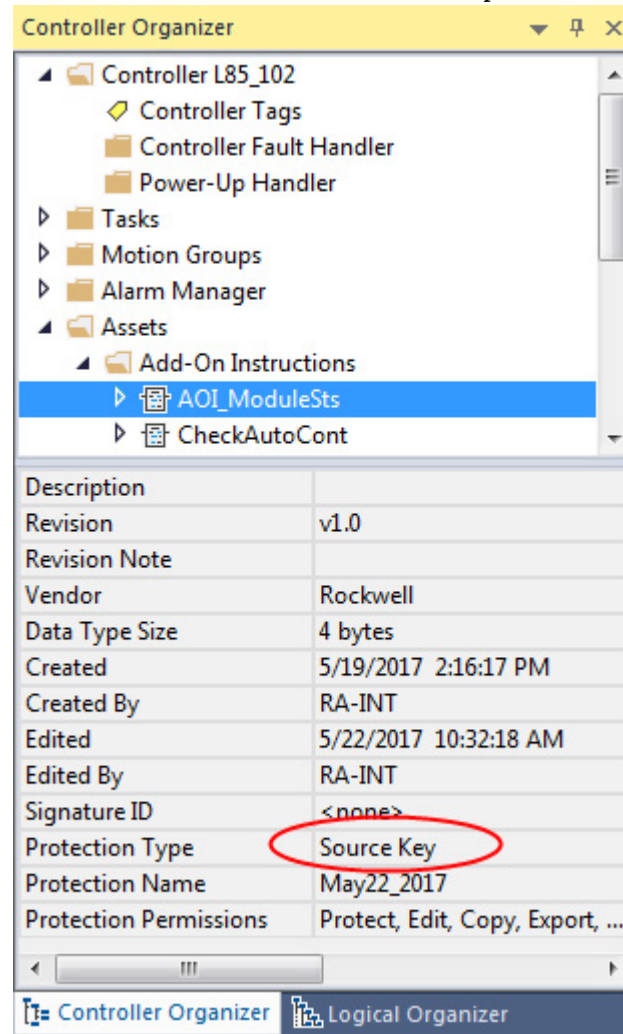 Controller Organizer
Controller L85_102
Controller Tags
Controller Fault Handler
Power-Up Handler
Tasks
Motion Groups
Alarm Manager
Assets
Add-On Instructions
AOI_ModuleSts
CheckAutoCont
Description
Revision v1.0
Revision Note
Vendor Rockwell
Data Type Size 4 bytes
Created 5/19/2017 2:16:17 PM
Created By RA-INT
Edited 5/22/2017 10:32:18 AM
Edited By RA-INT
Signature ID <none>
Protection Type Source Key
Protection Name May22_2017
Protection Permissions Protect, Edit, Copy, Export, ...
Controller Organizer Logical Organizer